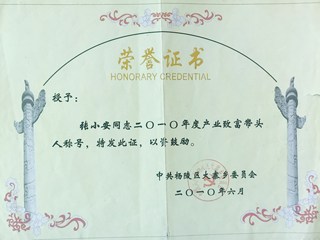 荣誉证书
HONORARY CREDENTIAL
授予：
张小安同志二〇一〇年度产业致富带头
人称号，特发此证，以资鼓励。
中共杨陵区大寨乡委员会
二〇一〇年六月